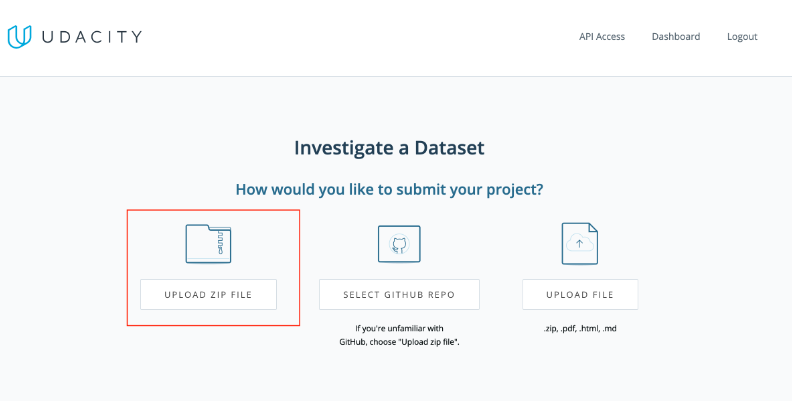 UDACITY
API Access
Dashboard
Logout
Investigate a Dataset
How would you like to submit your project?
UPLOAD ZIP FILE
SELECT GITHUB REPO
UPLOAD FILE
If you're unfamiliar with
GitHub, choose "Upload zip file".
.zip, .pdf, .html, .md